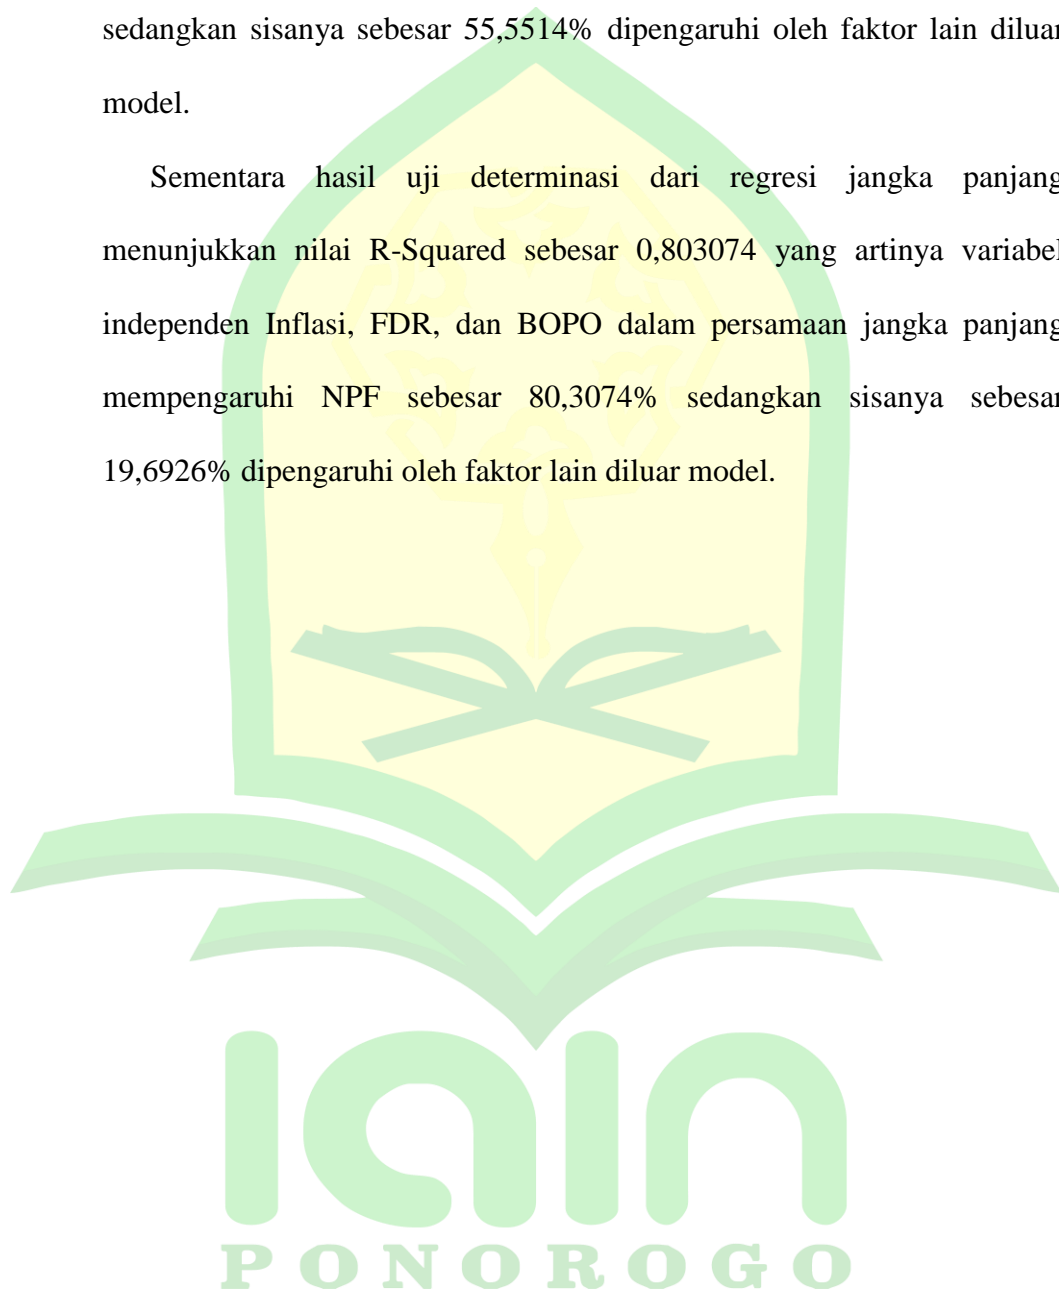 sedangkan sisanya sebesar 55,5514% dipengaruhi oleh faktor lain diluar
model.
Sementara hasil uji determinasi dari regresi jangka panjang
menunjukkan nilai R-Squared sebesar 0,803074 yang artinya variabel
independen Inflasi, FDR, dan BOPO dalam persamaan jangka panjang
mempengaruhi NPF sebesar 80,3074% sedangkan sisanya sebesar
19,6926% dipengaruhi oleh faktor lain diluar model.
IAIN
PONOROGO